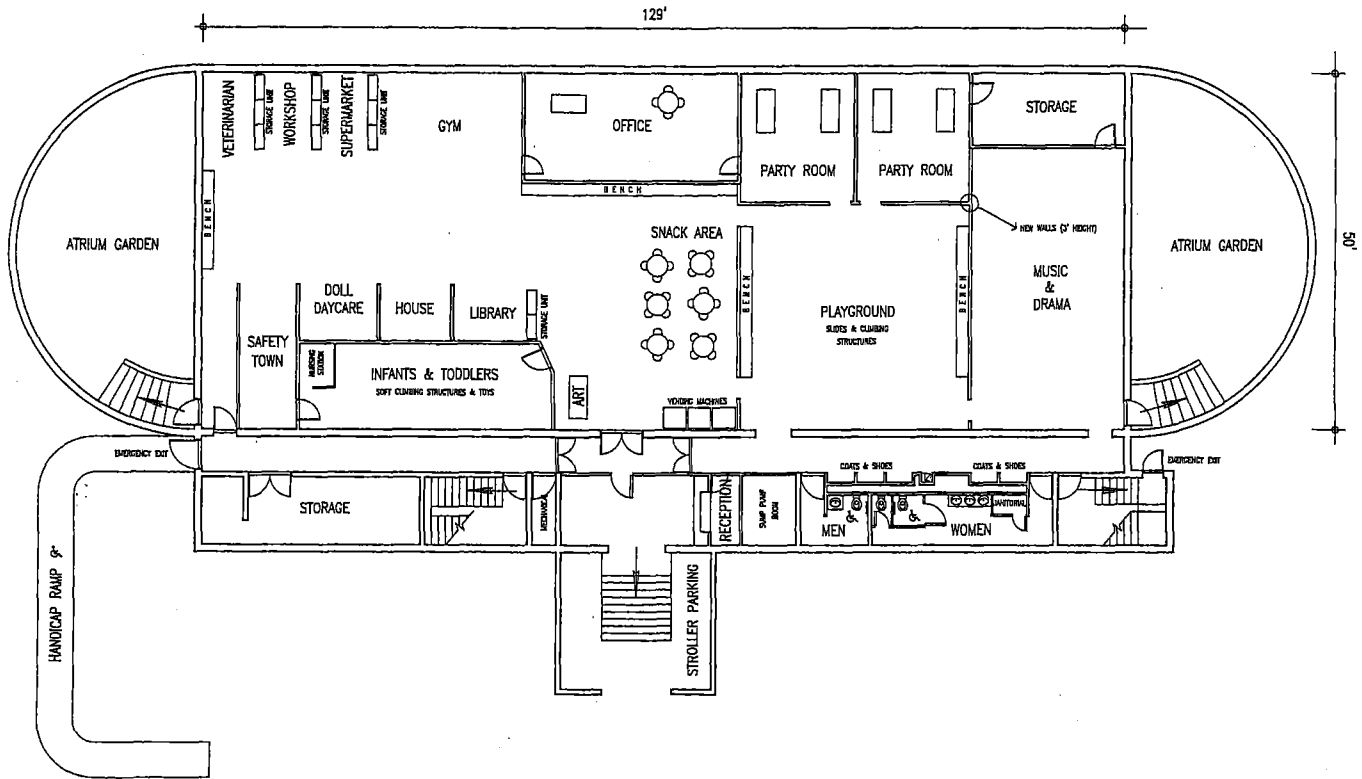 129'
50'
VETERINARIAN
STORAGE UNIT
WORKSHOP
STORAGE UNIT
SUPERMARKET
STORAGE UNIT
GYM
OFFICE
BENCH
PARTY ROOM
PARTY ROOM
STORAGE
NEW WALLS (3' HEIGHT)
ATRIUM GARDEN
BENCH
SNACK AREA
BENCH
PLAYGROUND
SLIDES & CLIMBING
STRUCTURES
BENCH
MUSIC
&
DRAMA
ATRIUM GARDEN
DOLL
DAYCARE
HOUSE
LIBRARY
STORAGE UNIT
SAFETY
TOWN
NURSING
STATION
INFANTS & TODDLERS
SOFT CLIMBING STRUCTURES & TOYS
ART
VENDING MACHINES
EMERGENCY EXIT
COATS & SHOES
COATS & SHOES
EMERGENCY EXIT
STORAGE
MECHANICAL
RECEPTION
SUMP PUMP
ROOM
MEN
WOMEN
JANITORIAL
HANDICAP RAMP
STROLLER PARKING